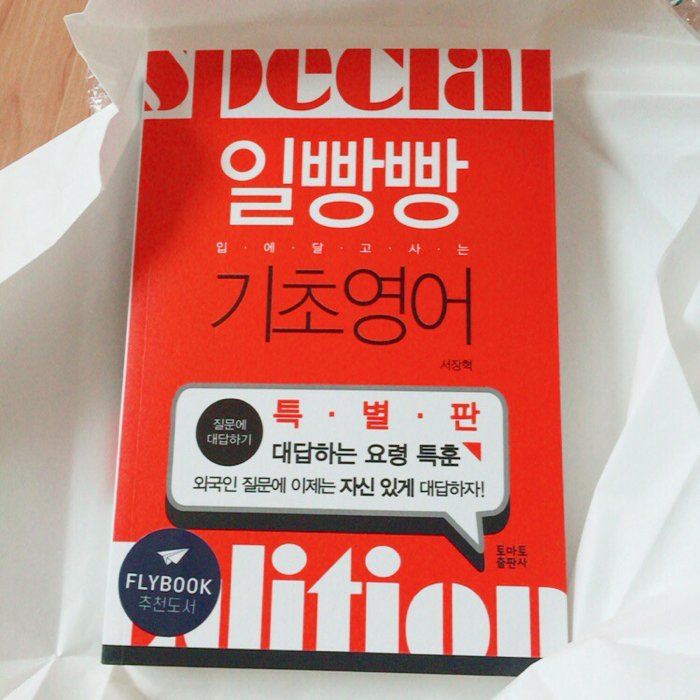 special
일빵빵
입·에·달·고·사·는
기초영어
서장혁
질문에
대답하기
특·별·판
대답하는 요령 특훈
외국인 질문에 이제는 자신 있게 대답하자!
토마토
출판사
FLYBOOK
추천도서